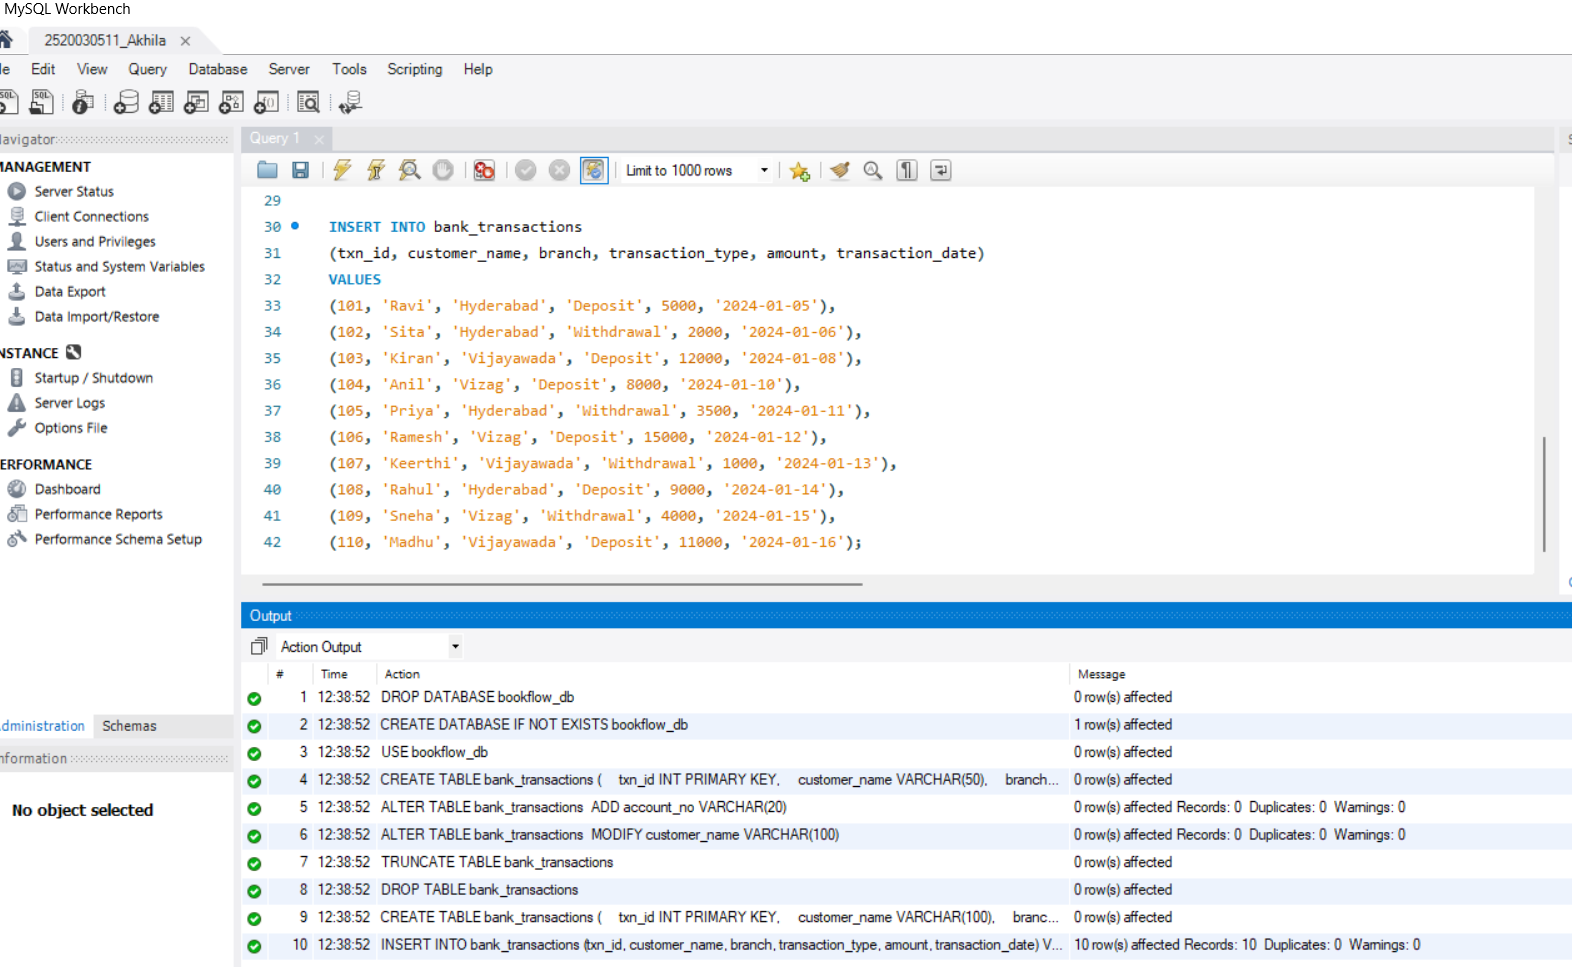 MySQL Workbench
2520030511_Akhila
le Edit View Query Database Server Tools Scripting Help
Navigator
Query 1
MANAGEMENT
Server Status
Client Connections
Users and Privileges
Status and System Variables
Data Export
Data Import/Restore
INSTANCE
Startup / Shutdown
Server Logs
Options File
PERFORMANCE
Dashboard
Performance Reports
Performance Schema Setup
Administration Schemas
Information
No object selected
Limit to 1000 rows
29
30 INSERT INTO bank_transactions
31 (txn_id, customer_name, branch, transaction_type, amount, transaction_date)
32 VALUES
33 (101, 'Ravi', 'Hyderabad', 'Deposit', 5000, '2024-01-05'),
34 (102, 'Sita', 'Hyderabad', 'Withdrawal', 2000, '2024-01-06'),
35 (103, 'Kiran', 'Vijayawada', 'Deposit', 12000, '2024-01-08'),
36 (104, 'Anil', 'Vizag', 'Deposit', 8000, '2024-01-10'),
37 (105, 'Priya', 'Hyderabad', 'Withdrawal', 3500, '2024-01-11'),
38 (106, 'Ramesh', 'Vizag', 'Deposit', 15000, '2024-01-12'),
39 (107, 'Keerthi', 'Vijayawada', 'Withdrawal', 1000, '2024-01-13'),
40 (108, 'Rahul', 'Hyderabad', 'Deposit', 9000, '2024-01-14'),
41 (109, 'Sneha', 'Vizag', 'Withdrawal', 4000, '2024-01-15'),
42 (110, 'Madhu', 'Vijayawada', 'Deposit', 11000, '2024-01-16');
Output
Action Output
# Time Action Message
1 12:38:52 DROP DATABASE bookflow_db 0 row(s) affected
2 12:38:52 CREATE DATABASE IF NOT EXISTS bookflow_db 1 row(s) affected
3 12:38:52 USE bookflow_db 0 row(s) affected
4 12:38:52 CREATE TABLE bank_transactions ( txn_id INT PRIMARY KEY, customer_name VARCHAR(50), branch... 0 row(s) affected
5 12:38:52 ALTER TABLE bank_transactions ADD account_no VARCHAR(20) 0 row(s) affected Records: 0 Duplicates: 0 Warnings: 0
6 12:38:52 ALTER TABLE bank_transactions MODIFY customer_name VARCHAR(100) 0 row(s) affected Records: 0 Duplicates: 0 Warnings: 0
7 12:38:52 TRUNCATE TABLE bank_transactions 0 row(s) affected
8 12:38:52 DROP TABLE bank_transactions 0 row(s) affected
9 12:38:52 CREATE TABLE bank_transactions ( txn_id INT PRIMARY KEY, customer_name VARCHAR(100), branc... 0 row(s) affected
10 12:38:52 INSERT INTO bank_transactions (txn_id, customer_name, branch, transaction_type, amount, transaction_date) V... 10 row(s) affected Records: 10 Duplicates: 0 Warnings: 0